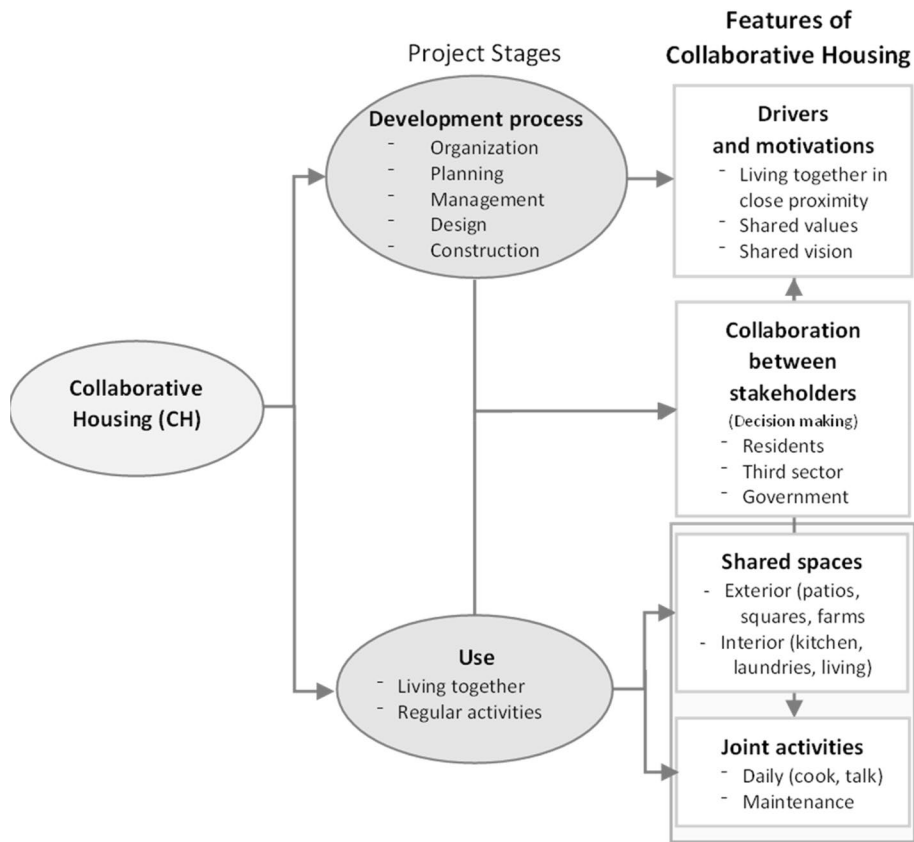 Project Stages
Features of
Collaborative Housing
Collaborative
Housing (CH)
Development process
- Organization
- Planning
- Management
- Design
- Construction
Use
- Living together
- Regular activities
Drivers
and motivations
- Living together in
close proximity
- Shared values
- Shared vision
Collaboration
between
stakeholders
(Decision making)
- Residents
- Third sector
- Government
Shared spaces
- Exterior (patios,
squares, farms
- Interior (kitchen,
laundries, living)
Joint activities
- Daily (cook, talk)
- Maintenance